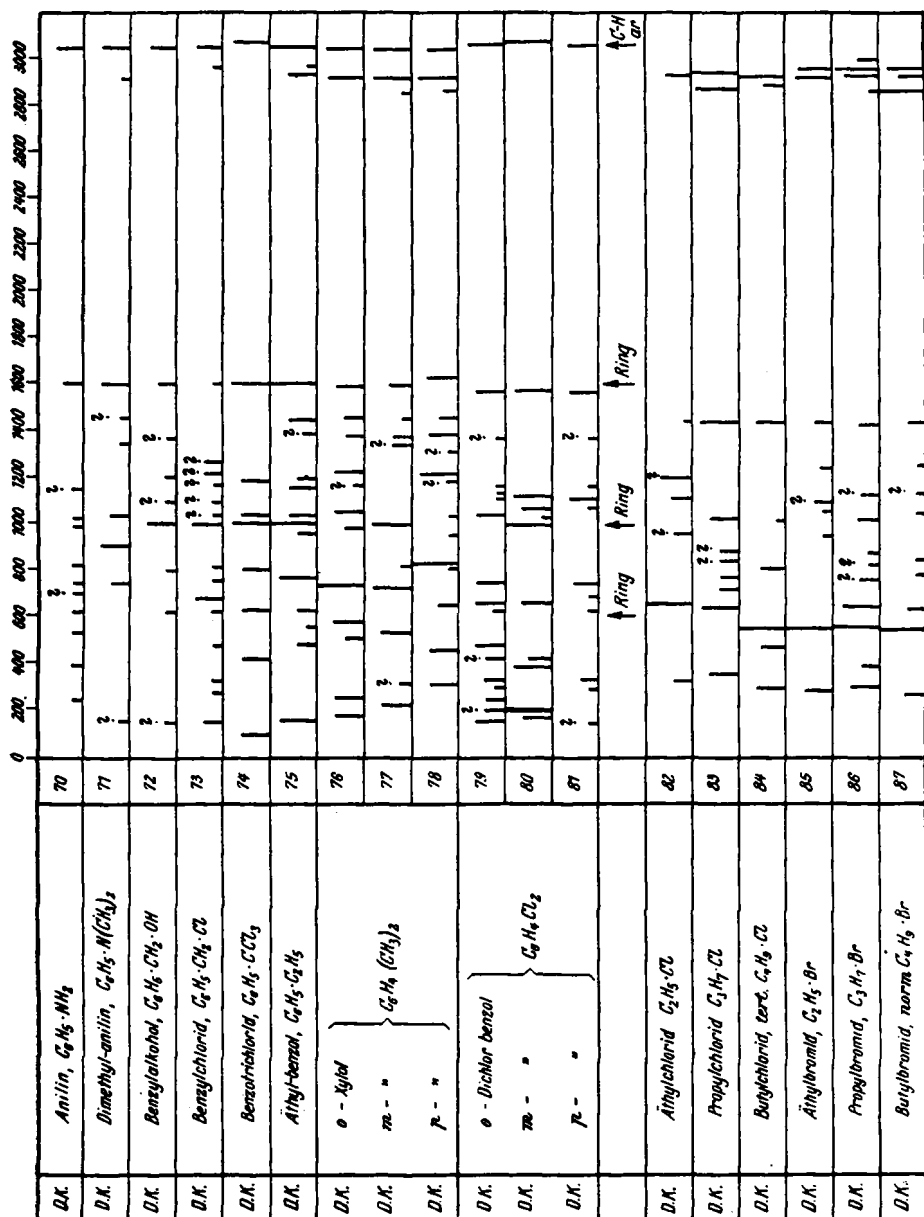 0 200 400 600 800 1000 1200 1400 1600 1800 2000 2200 2400 2600 2800 3000
D.K. Anilin, C6H5·NH2 70 ? ?
D.K. Dimethyl-anilin, C6H5·N(CH3)2 71 ? ?
D.K. Benzylalkohol, C6H5·CH2·OH 72 ? ? ?
D.K. Benzylchlorid, C6H5·CH2·Cl 73 ? ? ? ? ?
D.K. Benzotrichlorid, C6H5·CCl3 74
D.K. Äthyl-benzol, C6H5·C2H5 75 ?
D.K. o - Xylol 76 ?
D.K. m - " C6H4(CH3)2 77 ? ?
D.K. p - " 78 ? ?
D.K. o - Dichlor benzol 79 ? ? ?
D.K. m - " C6H4Cl2 80
D.K. p - " 81 ? ?
Ring Ring Ring C-H ar
D.K. Äthylchlorid C2H5·Cl 82 ? ?
D.K. Propylchlorid C3H7·Cl 83 ? ?
D.K. Butylchlorid, tert. C4H9·Cl 84
D.K. Äthylbromid, C2H5·Br 85 ?
D.K. Propylbromid, C3H7·Br 86 ? ? ?
D.K. Butylbromid, norm C4H9·Br 87 ?